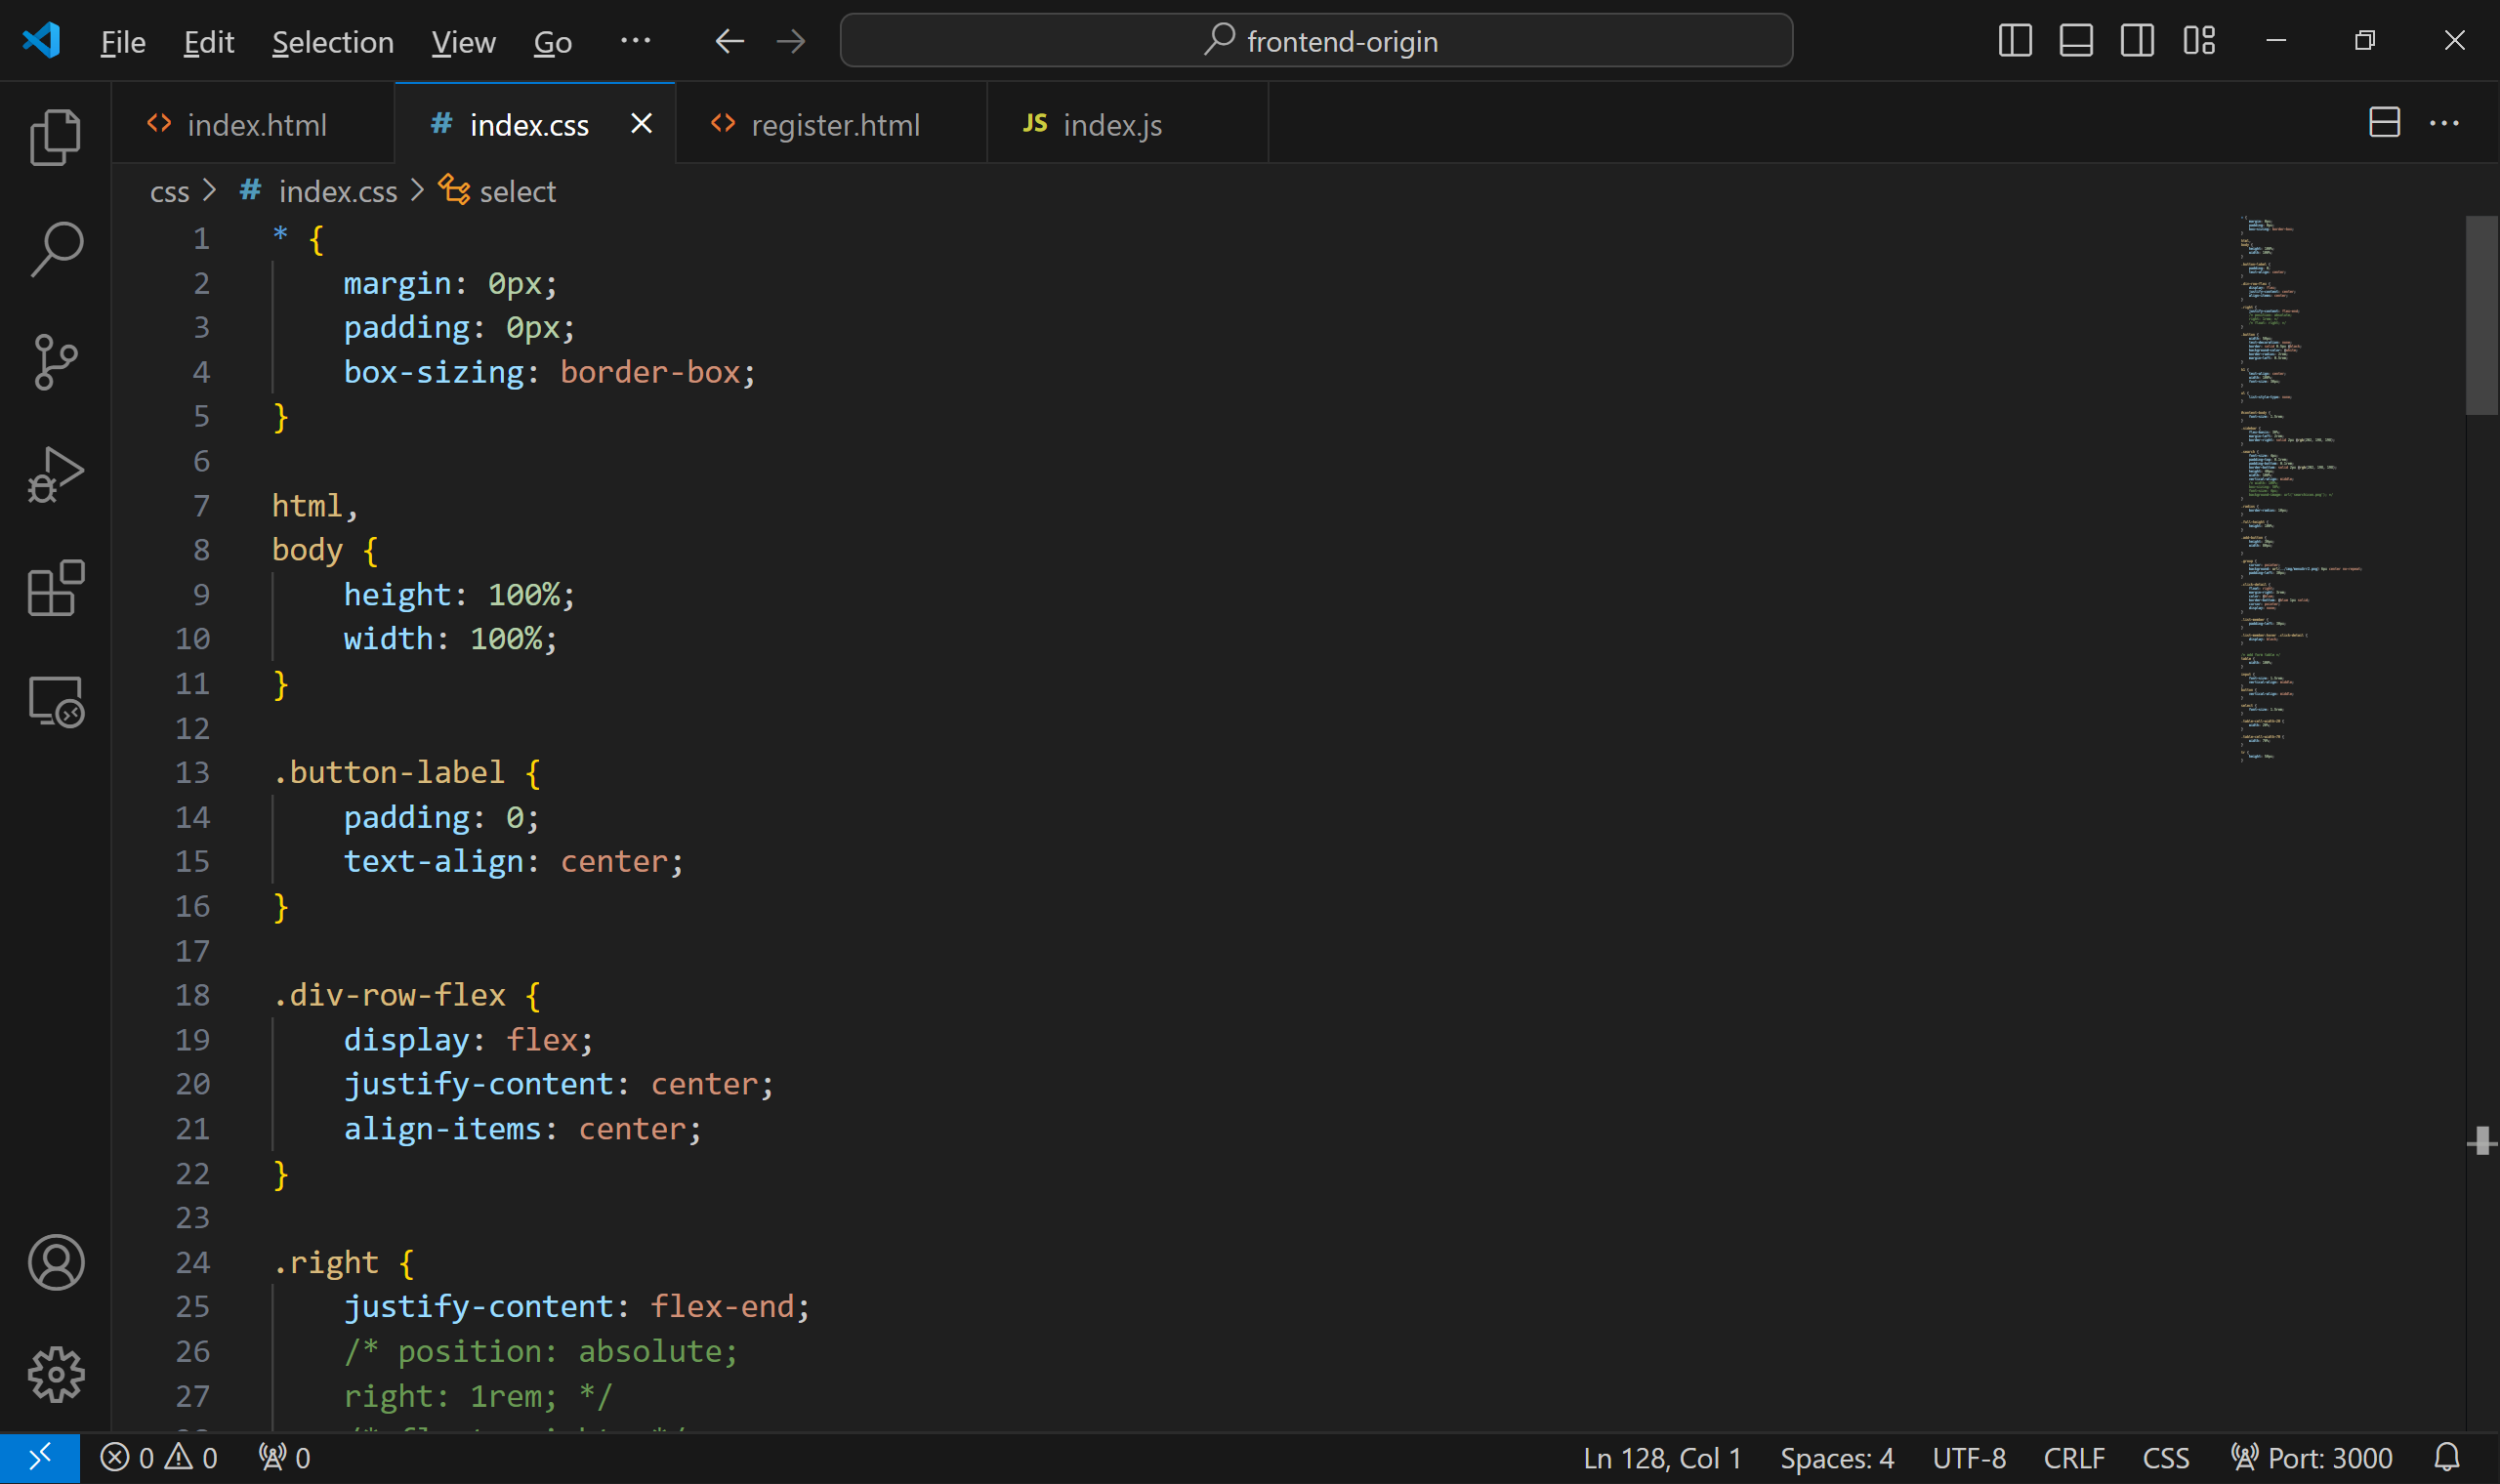 File Edit Selection View Go ··· frontend-origin
index.html # index.css register.html JS index.js
css > # index.css > select
1 * {
2 margin: 0px;
3 padding: 0px;
4 box-sizing: border-box;
5 }
6
7 html,
8 body {
9 height: 100%;
10 width: 100%;
11 }
12
13 .button-label {
14 padding: 0;
15 text-align: center;
16 }
17
18 .div-row-flex {
19 display: flex;
20 justify-content: center;
21 align-items: center;
22 }
23
24 .right {
25 justify-content: flex-end;
26 /* position: absolute;
27 right: 1rem; */
0 0 0 Ln 128, Col 1 Spaces: 4 UTF-8 CRLF CSS Port: 3000